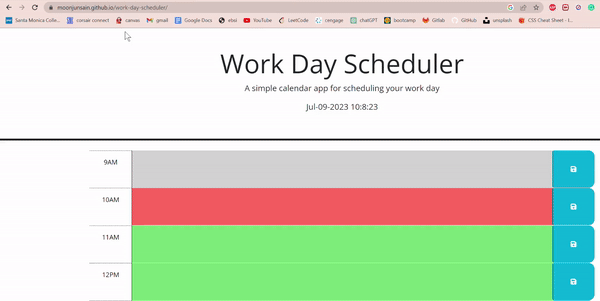 moonjunsain.github.io/work-day-scheduler/
Santa Monica Colle... corsair connect canvas gmail Google Docs ebsi YouTube LeetCode cengage chatGPT bootcamp Gitlab GitHub unsplash CSS Cheat Sheet - I...
Work Day Scheduler
A simple calendar app for scheduling your work day
Jul-09-2023 10:8:23
9AM
10AM
11AM
12PM